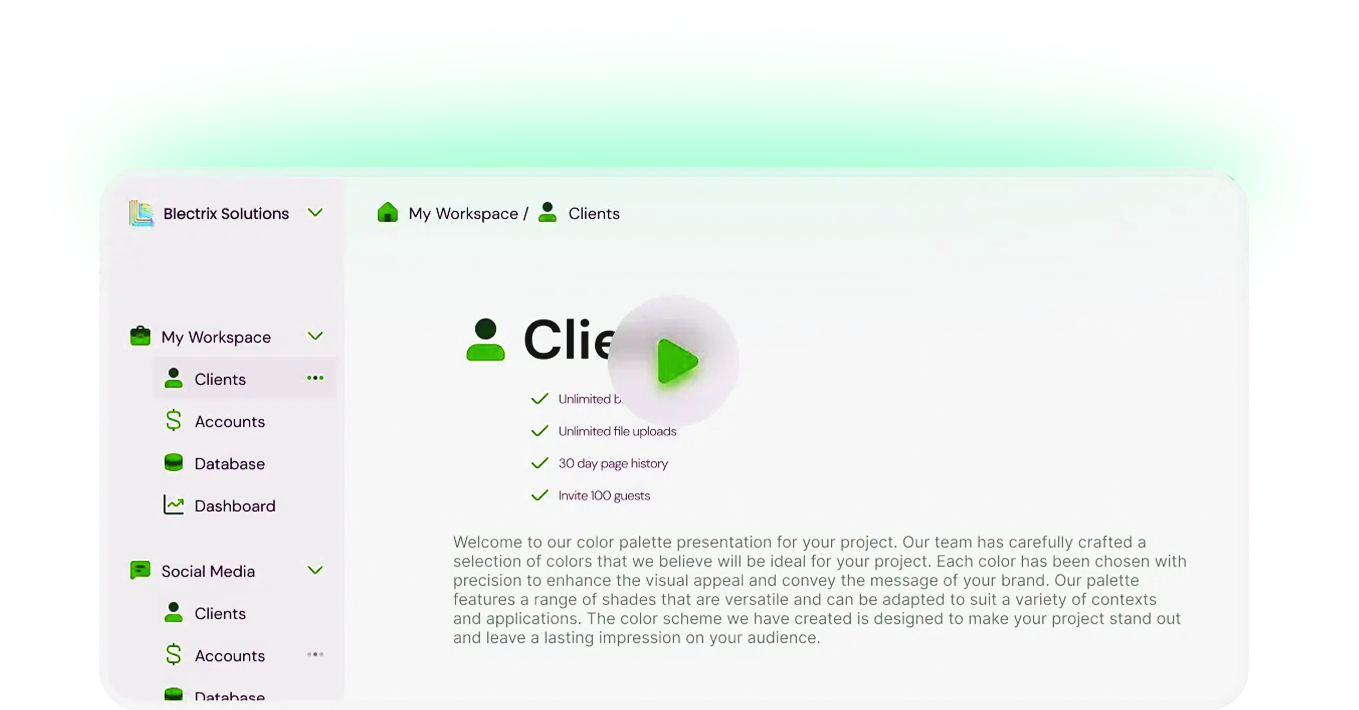 Blectrix Solutions
My Workspace / Clients
My Workspace
Clients
Accounts
Database
Dashboard
Social Media
Clients
Accounts
Database
Unlimited
Unlimited file uploads
30 day page history
Invite 100 guests
Welcome to our color palette presentation for your project. Our team has carefully crafted a
selection of colors that we believe will be ideal for your project. Each color has been chosen with
precision to enhance the visual appeal and convey the message of your brand. Our palette
features a range of shades that are versatile and can be adapted to suit a variety of contexts
and applications. The color scheme we have created is designed to make your project stand out
and leave a lasting impression on your audience.